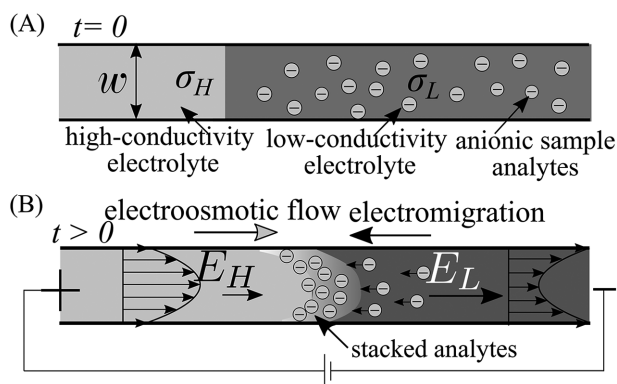 (A)
t= 0
w
σH
σL
high-conductivity
electrolyte
low-conductivity
electrolyte
anionic sample
analytes
(B)
t > 0
electroosmotic flow
electromigration
EH
EL
stacked analytes